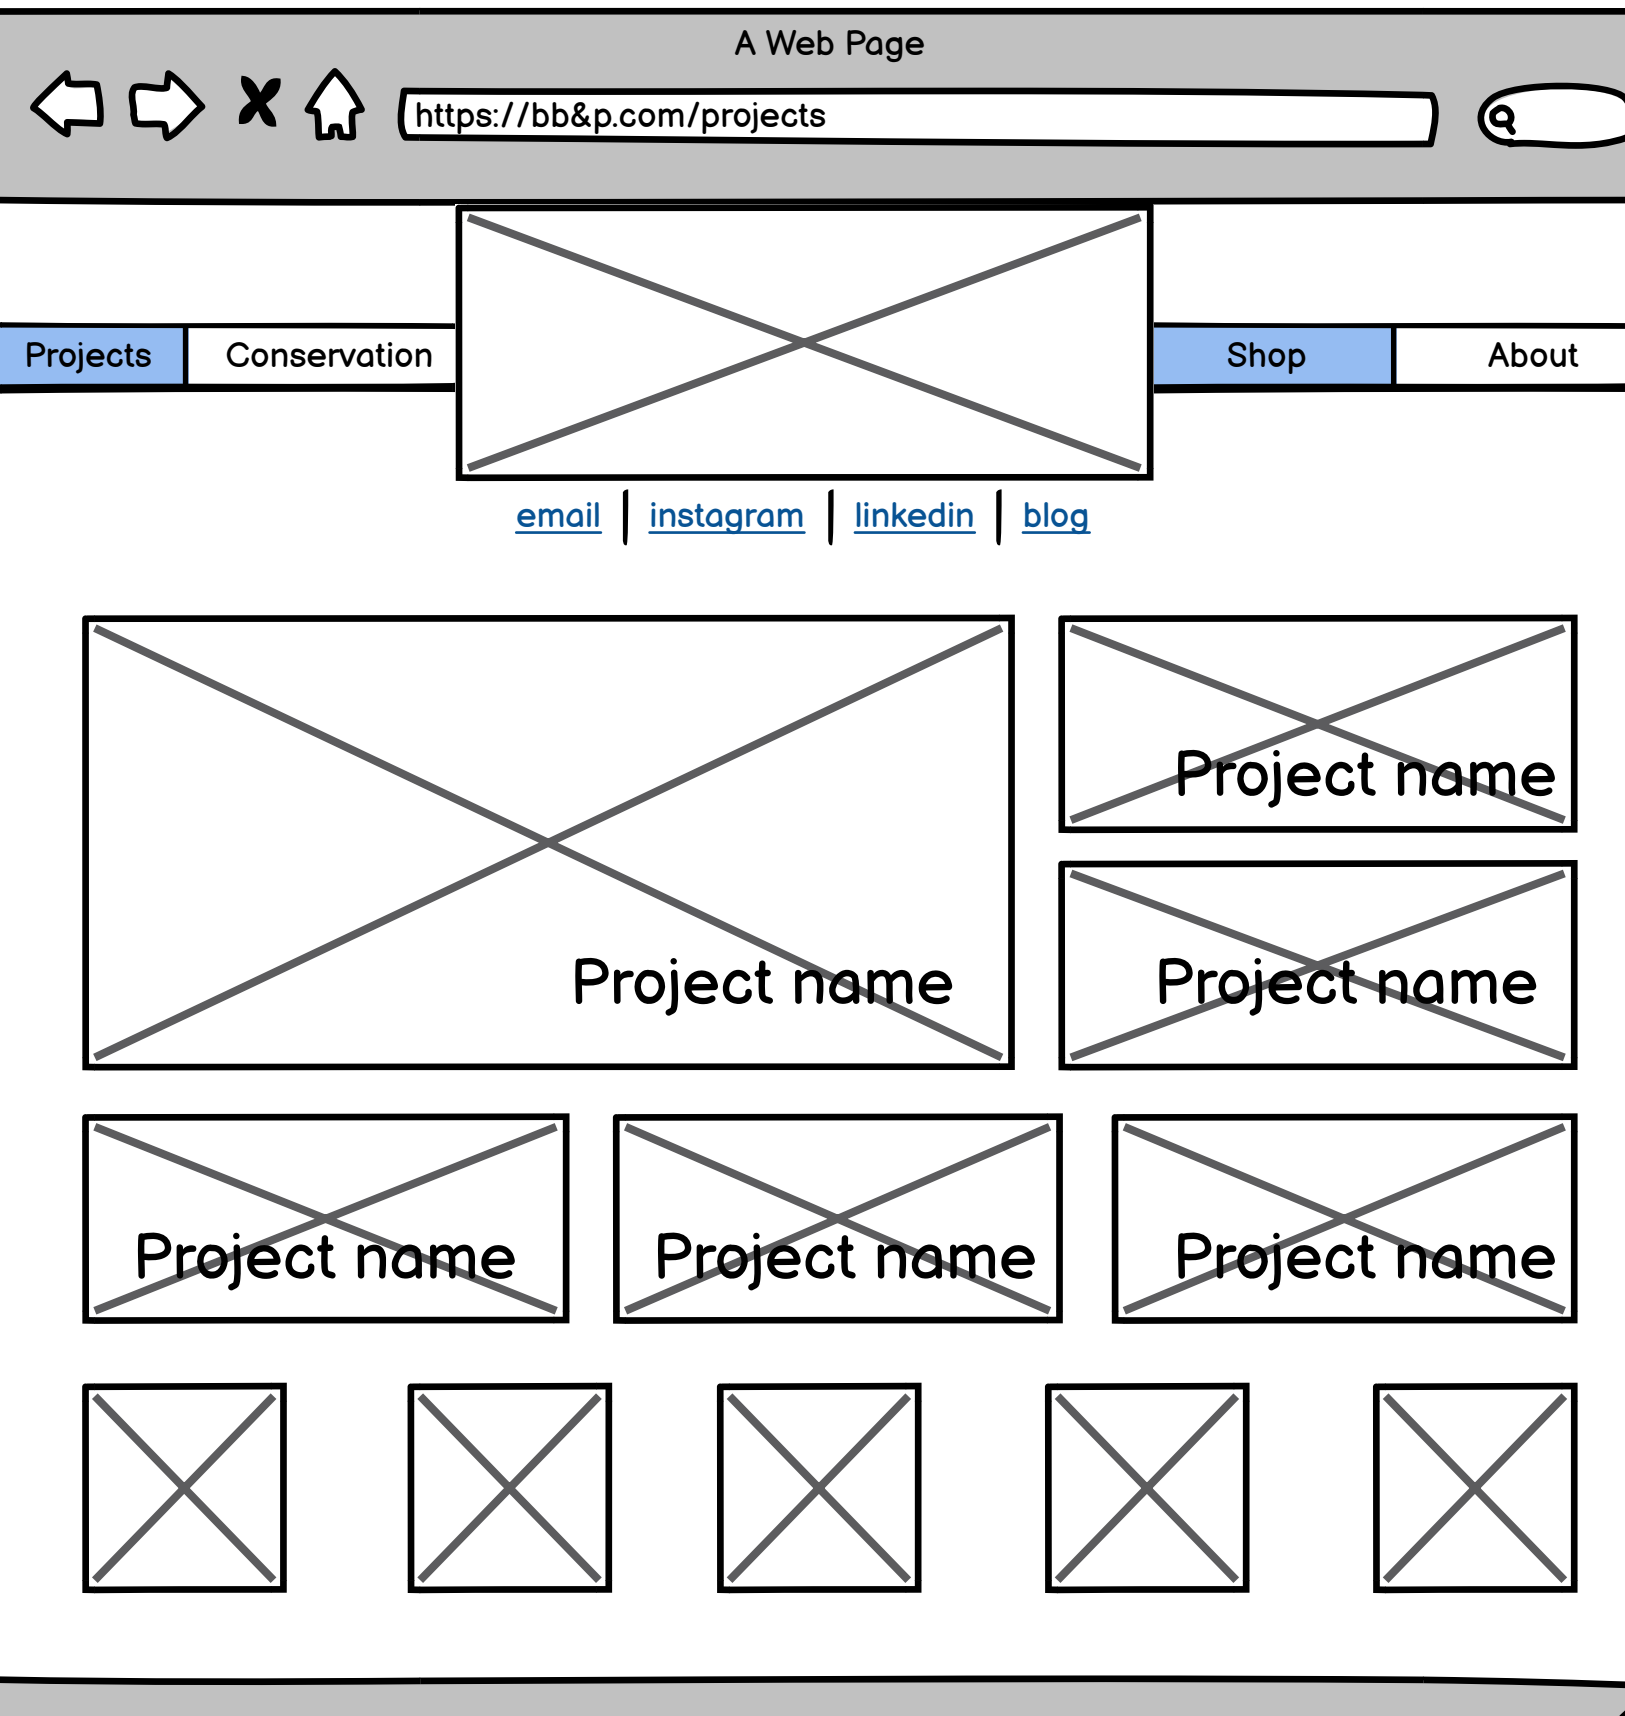 A Web Page
https://bb&p.com/projects
Projects
Conservation
Shop
About
email
instagram
linkedin
blog
Project name
Project name
Project name
Project name
Project name
Project name